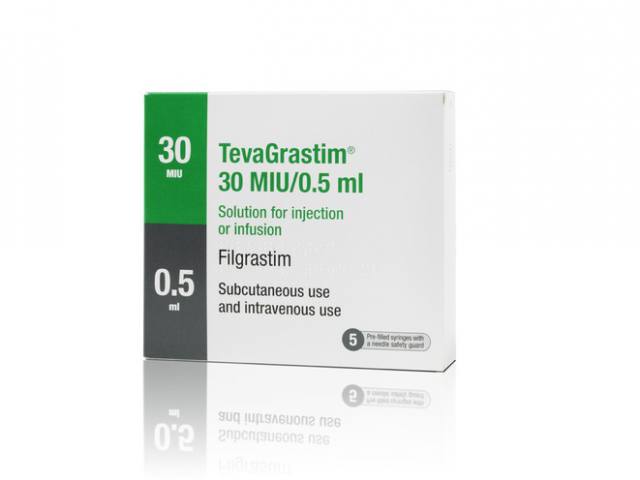 30
MIU
0.5
ml
TevaGrastim®
30 MIU/0.5 ml
Solution for injection
or infusion
Filgrastim
Subcutaneous use
and intravenous use
5
Pre-filled syringes with
a needle safety guard